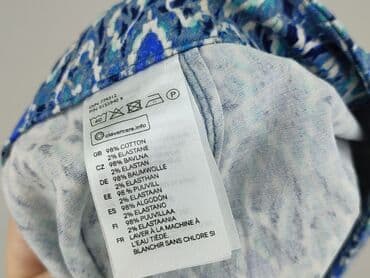 clevercare.info
GB 98% COTTON
2% ELASTANE
CZ 98% BAVLNA
2% ELASTAN
DE 98% BAUMWOLLE
2% ELASTHAN
EE 98% PUUVILL
2% ELASTAAN
ES 98% ALGODÓN
2% ELASTANO
FI 98% PUUVILLAA
2% ELASTAANIA
FR LAVER À LA MACHINE À
L'EAU TIÈDE.
BLANCHIR SANS CHLORE SI